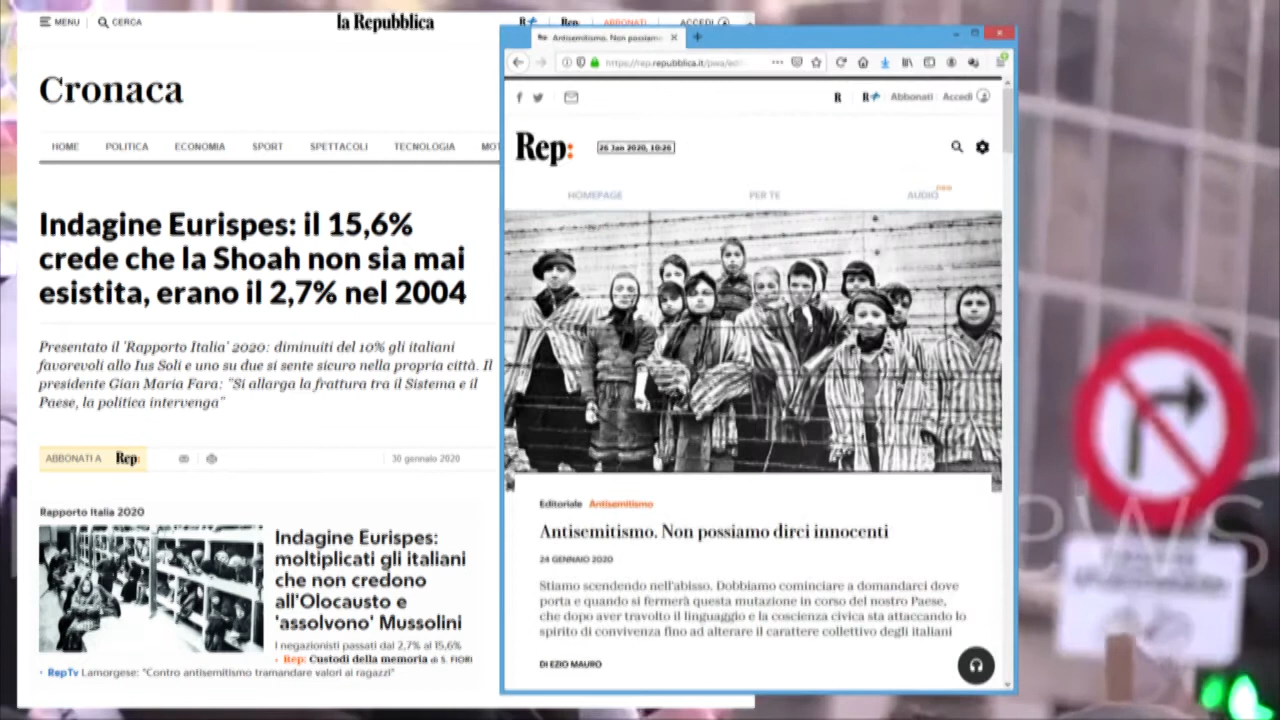 MENU
CERCA
la Repubblica
R+
Rep:
ABBONATI
ACCEDI
Cronaca
HOME
POLITICA
ECONOMIA
SPORT
SPETTACOLI
TECNOLOGIA
MOT
Indagine Eurispes: il 15,6%
crede che la Shoah non sia mai
esistita, erano il 2,7% nel 2004
Presentato il 'Rapporto Italia' 2020: diminuiti del 10% gli italiani
favorevoli allo Ius Soli e uno su due si sente sicuro nella propria città. Il
presidente Gian Maria Fara: "Si allarga la frattura tra il Sistema e il
Paese, la politica intervenga"
ABBONATI A Rep:
30 gennaio 2020
Rapporto Italia 2020
Indagine Eurispes:
moltiplicati gli italiani
che non credono
all'Olocausto e
'assolvono' Mussolini
I negazionisti passati dal 2,7% al 15,6%
· Rep: Custodi della memoria di S. FIORI
· RepTv Lamorgese: "Contro antisemitismo tramandare valori ai ragazzi"
Antisemitismo. Non possiamo
https://rep.repubblica.it/pwa/edi
R
R+
Abbonati
Accedi
Rep:
26 Jan 2020, 10:26
HOMEPAGE
PER TE
AUDIO
Editoriale Antisemitismo
Antisemitismo. Non possiamo dirci innocenti
24 GENNAIO 2020
Stiamo scendendo nell'abisso. Dobbiamo cominciare a domandarci dove
porta e quando si fermerà questa mutazione in corso del nostro Paese,
che dopo aver travolto il linguaggio e la coscienza civica sta attaccando lo
spirito di convivenza fino ad alterare il carattere collettivo degli italiani
DI EZIO MAURO
ews